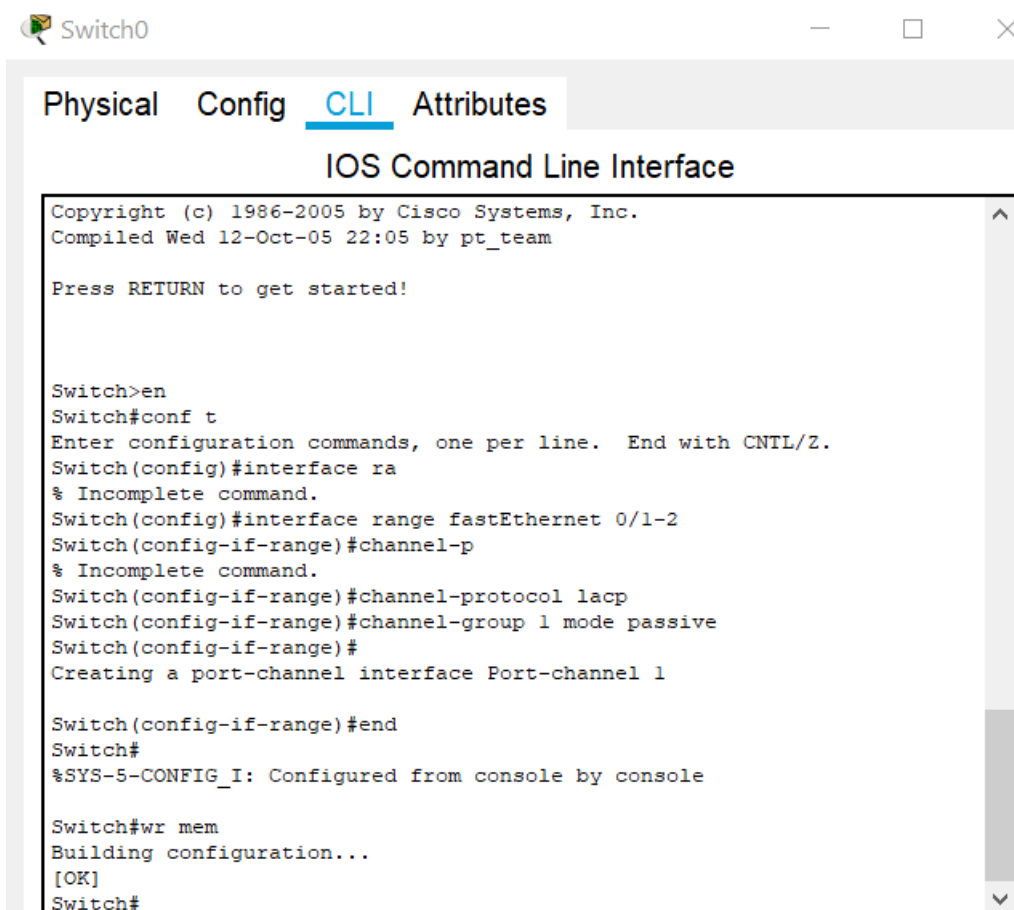 Switch0
Physical Config CLI Attributes
IOS Command Line Interface
Copyright (c) 1986-2005 by Cisco Systems, Inc.
Compiled Wed 12-Oct-05 22:05 by pt_team
Press RETURN to get started!
Switch>en
Switch#conf t
Enter configuration commands, one per line.  End with CNTL/Z.
Switch(config)#interface ra
% Incomplete command.
Switch(config)#interface range fastEthernet 0/1-2
Switch(config-if-range)#channel-p
% Incomplete command.
Switch(config-if-range)#channel-protocol lacp
Switch(config-if-range)#channel-group 1 mode passive
Switch(config-if-range)#
Creating a port-channel interface Port-channel 1
Switch(config-if-range)#end
Switch#
%SYS-5-CONFIG_I: Configured from console by console
Switch#wr mem
Building configuration...
[OK]
Switch#